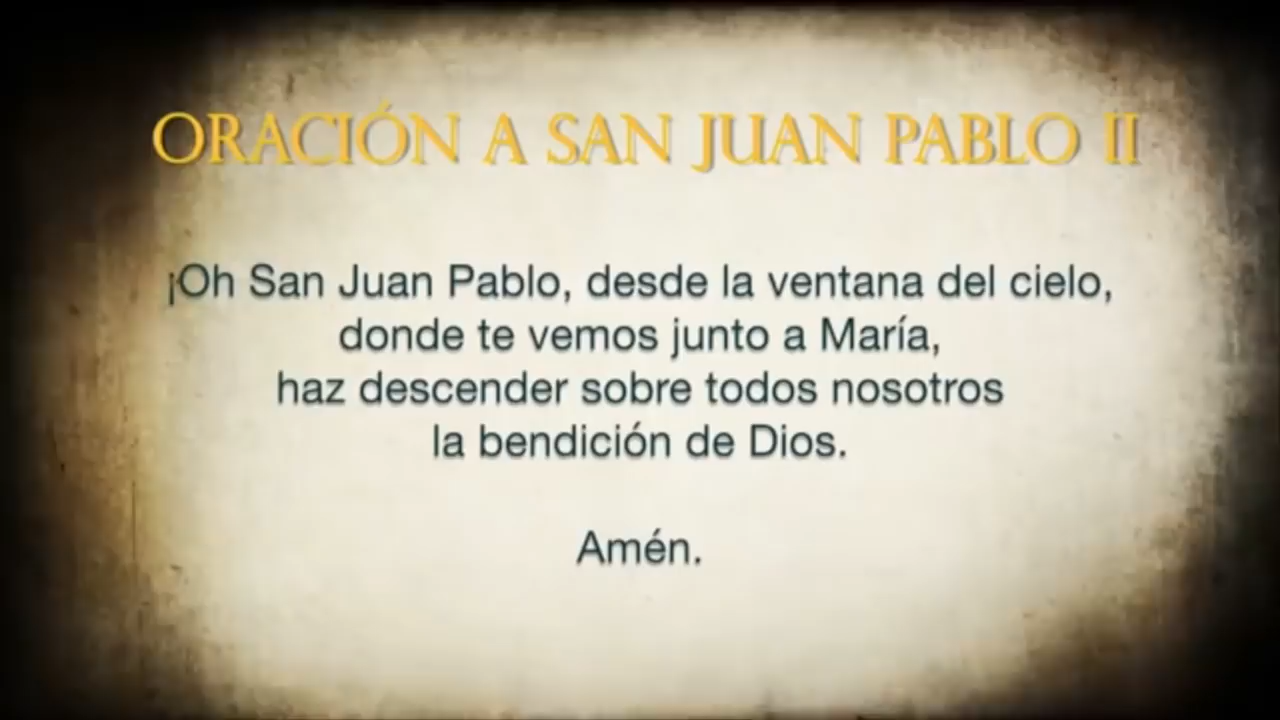 ORACIÓN A SAN JUAN PABLO II
¡Oh San Juan Pablo, desde la ventana del cielo,
donde te vemos junto a María,
haz descender sobre todos nosotros
la bendición de Dios.
Amén.